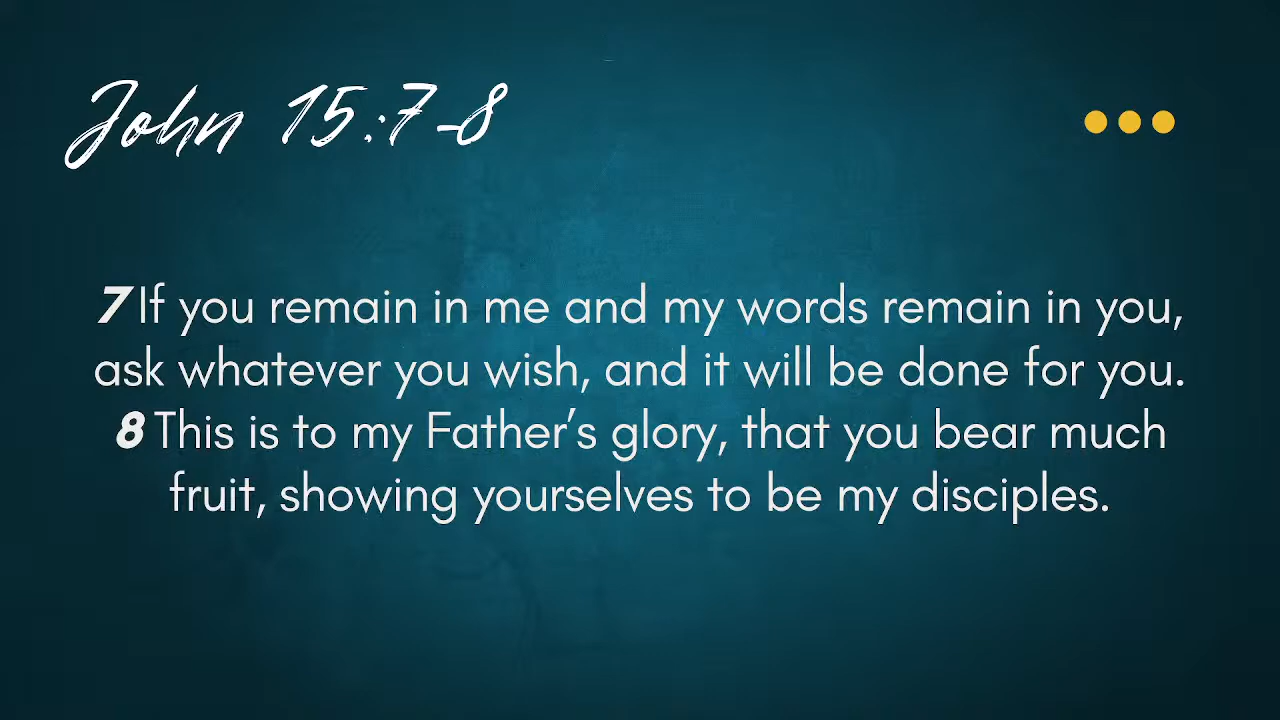 John 15:7-8
7 If you remain in me and my words remain in you,
ask whatever you wish, and it will be done for you.
8 This is to my Father’s glory, that you bear much
fruit, showing yourselves to be my disciples.